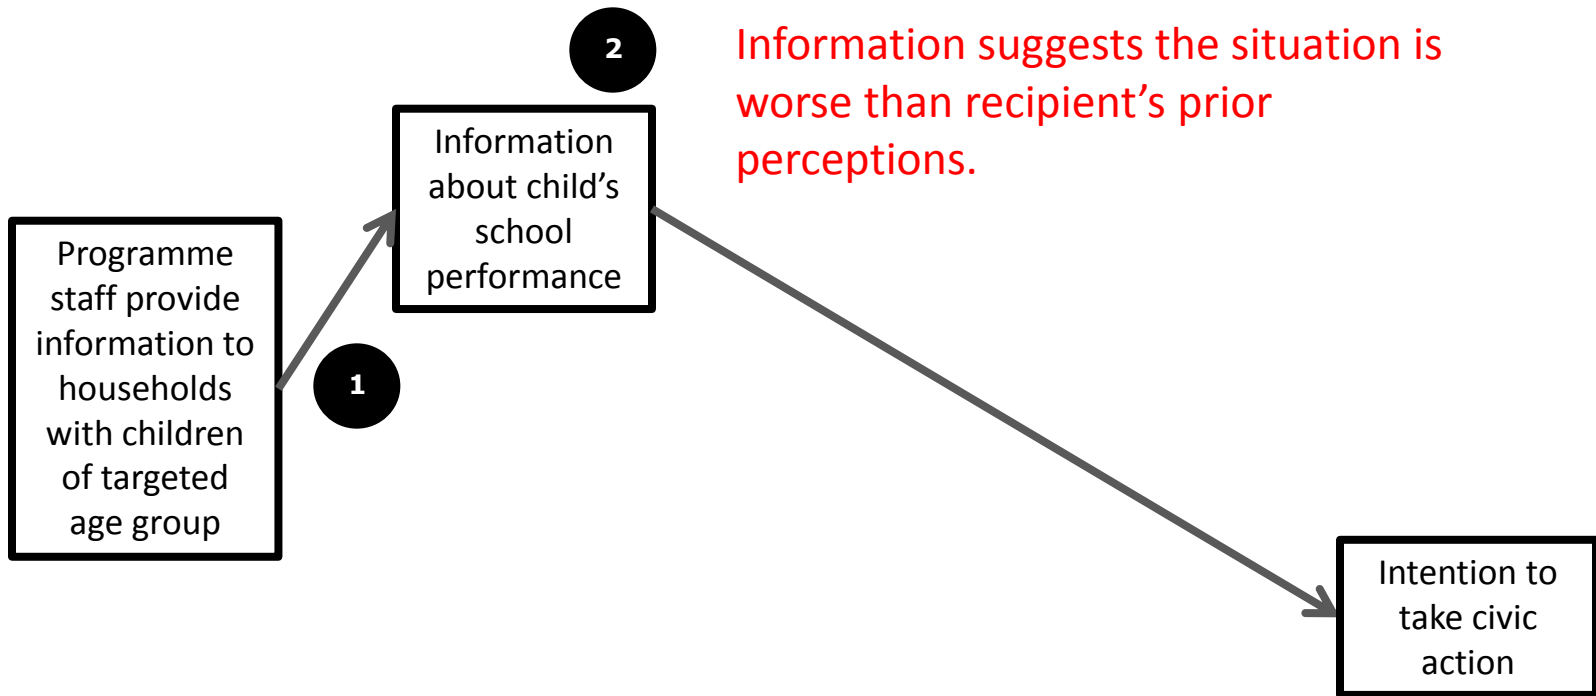 2
Information suggests the situation is
worse than recipient’s prior
perceptions.
Information
about child’s
school
performance
Programme
staff provide
information to
households
with children
of targeted
age group
1
Intention to
take civic
action